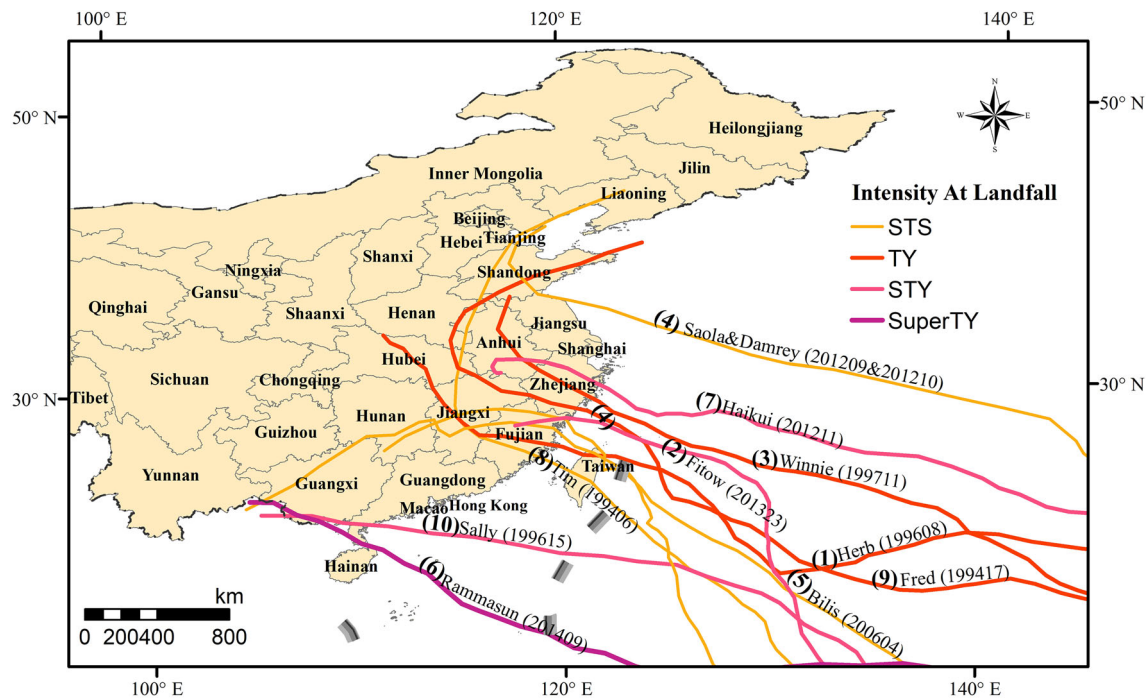 100° E 120° E 140° E
50° N 50° N
N
W E
S
Heilongjiang
Jilin
Inner Mongolia
Liaoning
Intensity At Landfall
STS
TY
STY
SuperTY
Beijing
Tianjing
Hebei
Shanxi
Ningxia
Shandong
Gansu
Qinghai
Shaanxi
Henan
Jiangsu
Anhui
Shanghai
(4) Saola&Damrey (201209&201210)
Hubei
Sichuan
Chongqing
Zhejiang
30° N 30° N
Tibet
(7) Haikui (201211)
Hunan
Jiangxi
(4)
Guizhou
Fujian
(2) Fitow (201323)
(3) Winnie (199711)
Yunnan
Taiwan
(8) Tim (199406)
Guangxi
Guangdong
Macao
Hong Kong
(10) Sally (199615)
(1) Herb (199608)
(9) Fred (199417)
Hainan
(6) Rammasun (201409)
(5) Bilis (200604)
km
0 200400 800
100° E 120° E 140° E